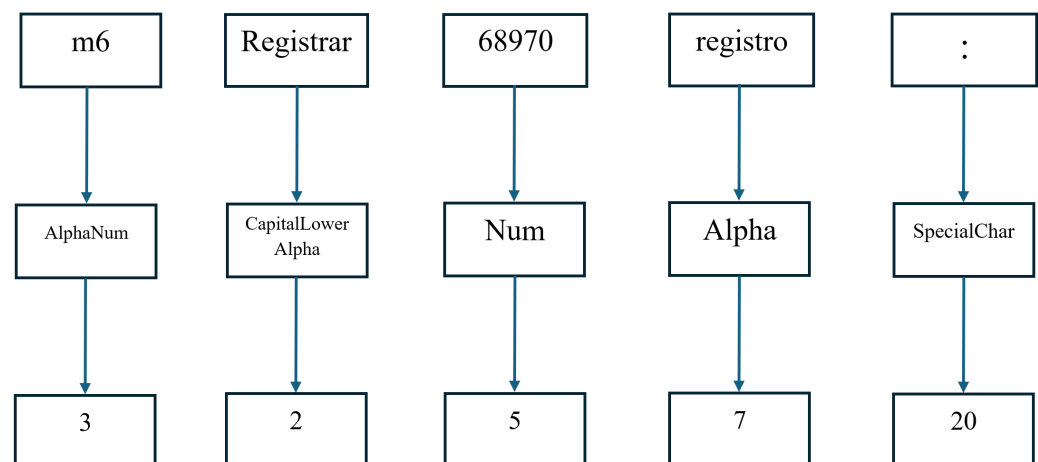 m6
Registrar
68970
registro
:
AlphaNum
CapitalLower
Alpha
Num
Alpha
SpecialChar
3
2
5
7
20